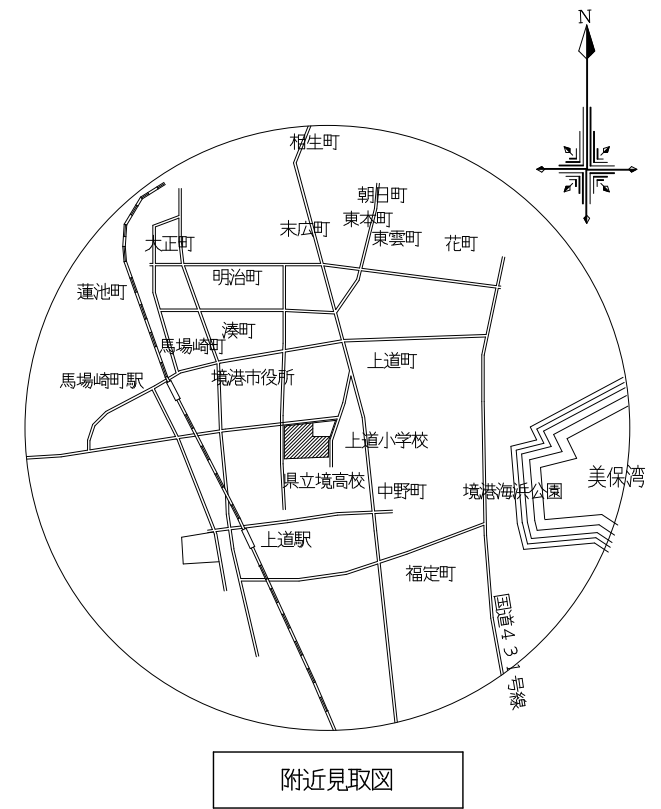 N
相生町
朝日町
東本町
末広町
東雲町
花町
大正町
明治町
蓮池町
湊町
馬場崎町
上道町
馬場崎町駅
境港市役所
上道小学校
美保湾
県立境高校
中野町
境港海浜公園
上道駅
福定町
国道431号線
附近見取図